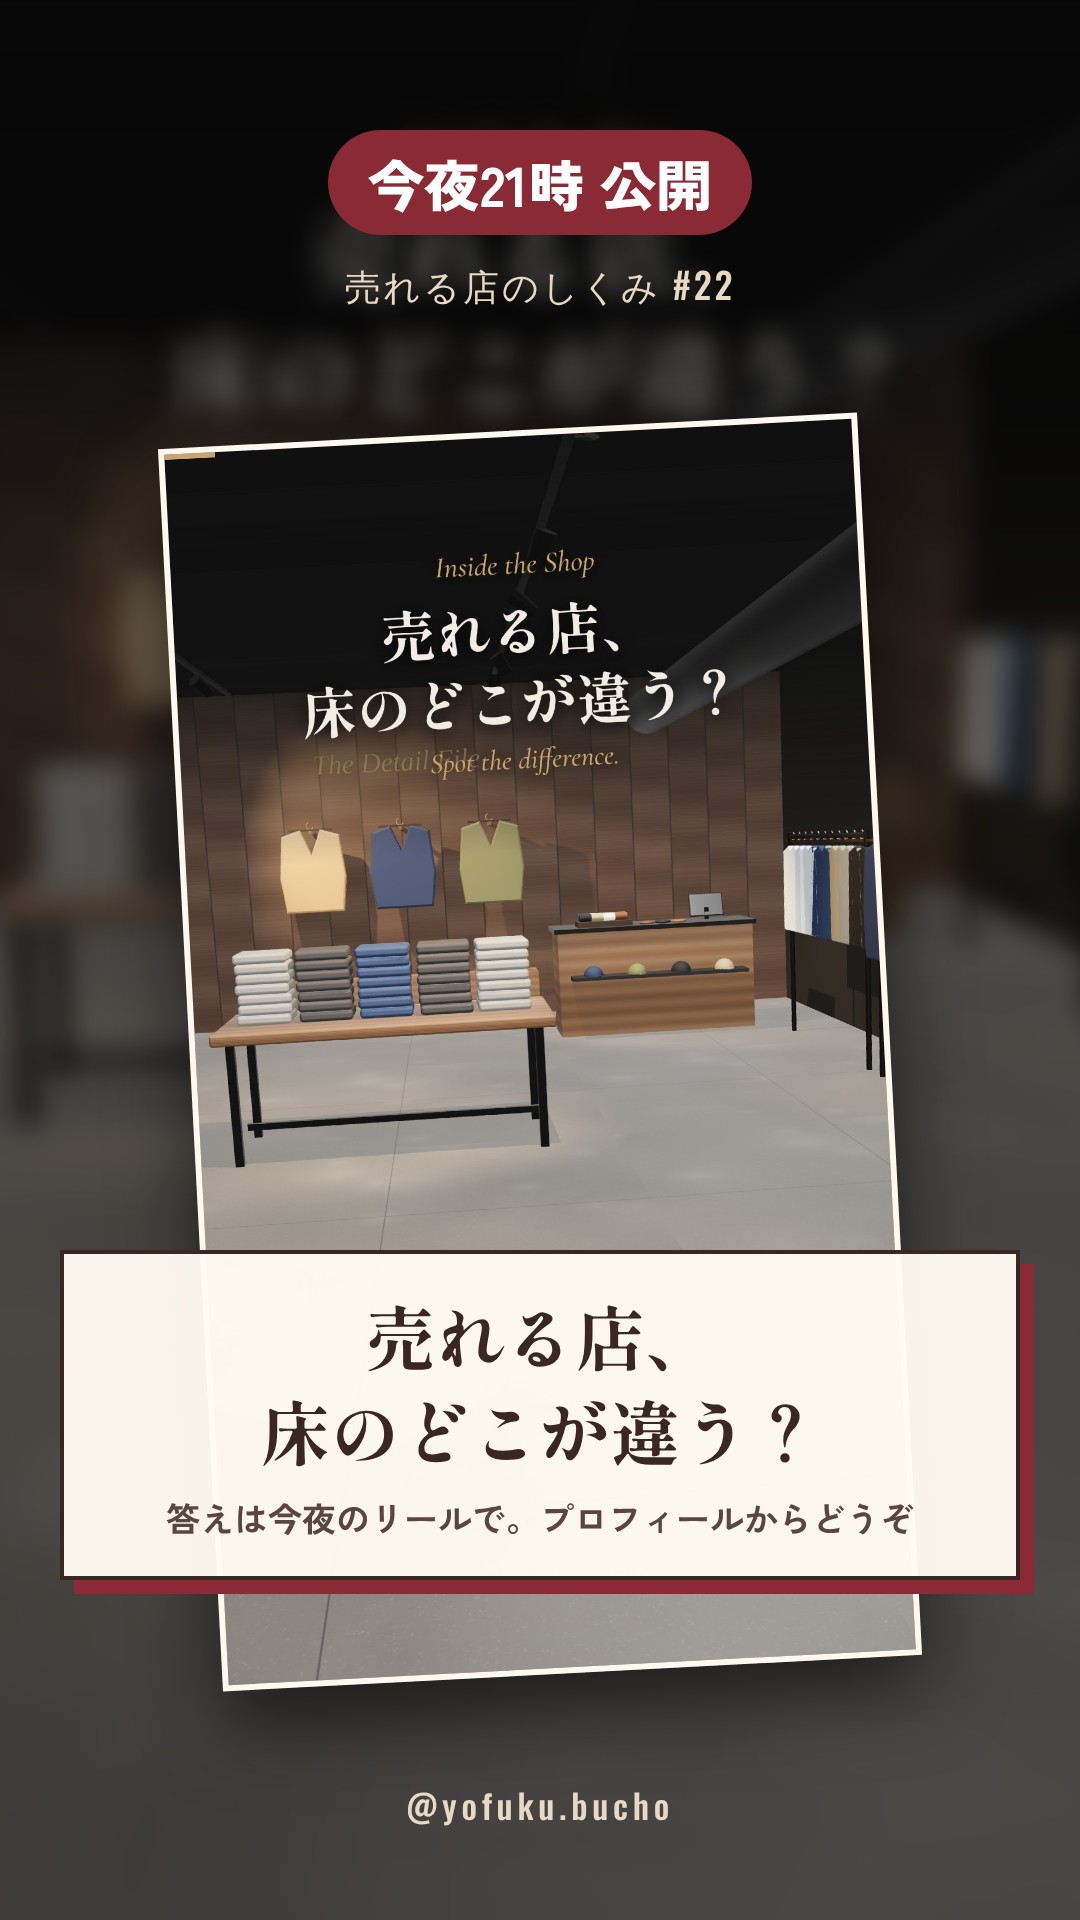 今夜21時 公開
売れる店のしくみ #22
Inside the Shop
売れる店、
床のどこが違う？
The Detail File
Spot the difference.
売れる店、
床のどこが違う？
答えは今夜のリールで。プロフィールからどうぞ
@yofuku.bucho